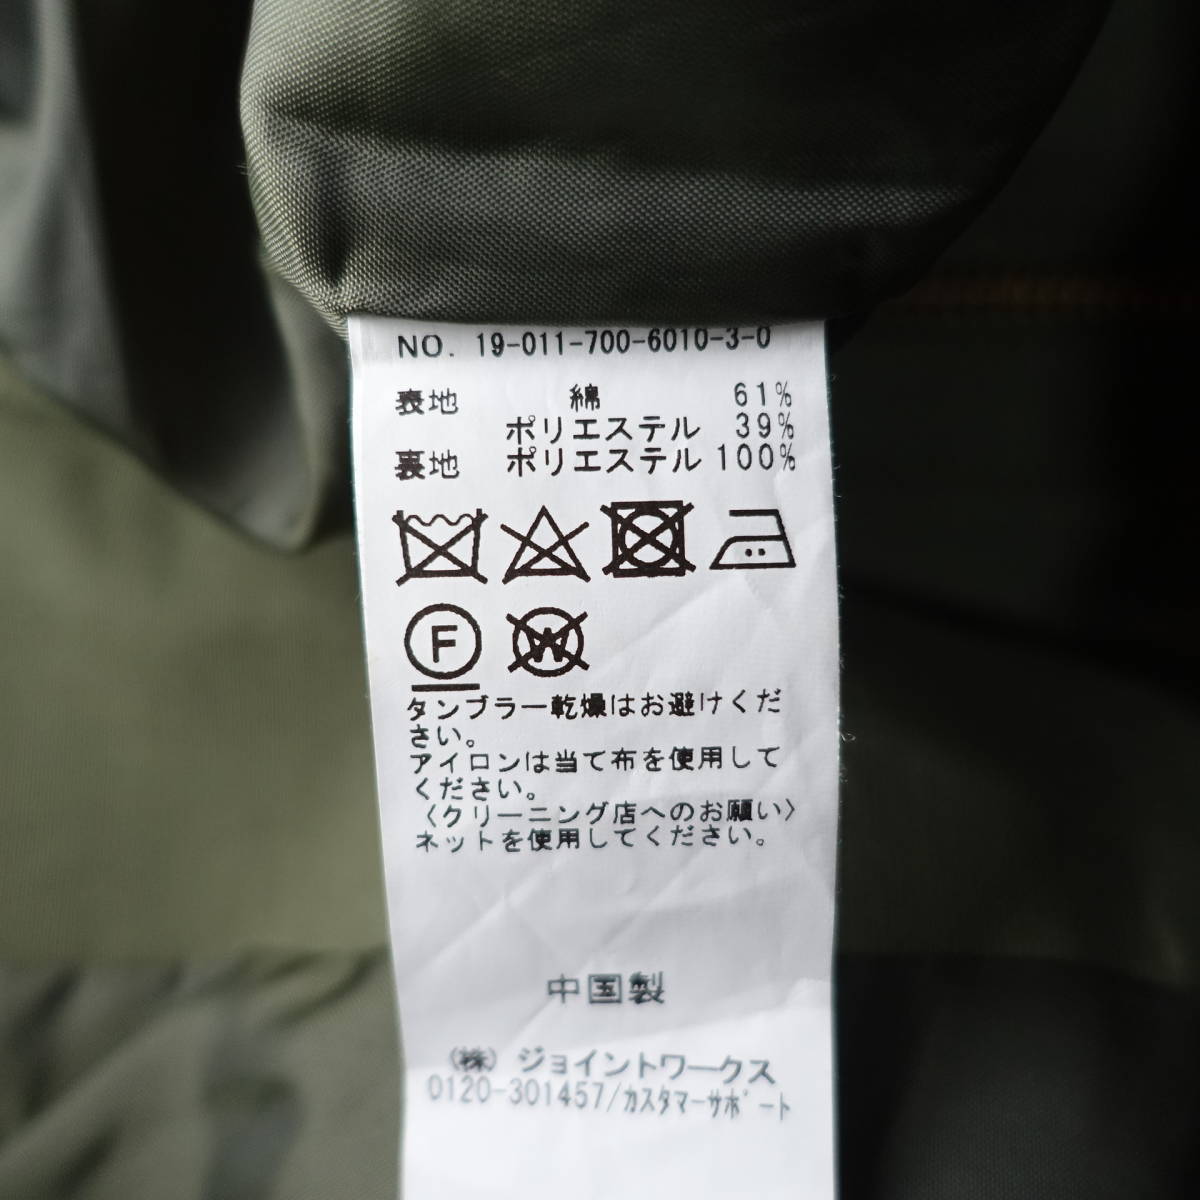 NO. 19-011-700-6010-3-0
表地 綿 61%
ポリエステル 39%
裏地 ポリエステル 100%
F W
タンブラー乾燥はお避けくだ
さい。
アイロンは当て布を使用して
ください。
〈クリーニング店へのお願い〉
ネットを使用してください。
中国製
(株) ジョイントワークス
0120-301457/カスタマーサポート